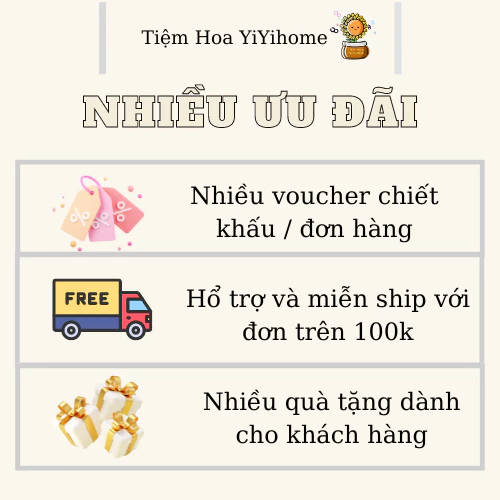 Tiệm Hoa YiYihome
NHIỀU ƯU ĐÃI
Nhiều voucher chiết
khấu / đơn hàng
FREE
Hổ trợ và miễn ship với
đơn trên 100k
Nhiều quà tặng dành
cho khách hàng